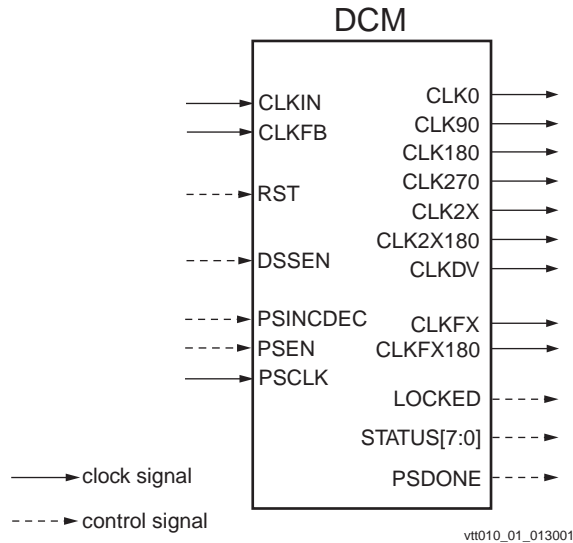 DCM
CLKIN
CLKFB
RST
DSSEN
PSINCDEC
PSEN
PSCLK
CLK0
CLK90
CLK180
CLK270
CLK2X
CLK2X180
CLKDV
CLKFX
CLKFX180
LOCKED
STATUS[7:0]
PSDONE
clock signal
control signal
vtt010_01_013001